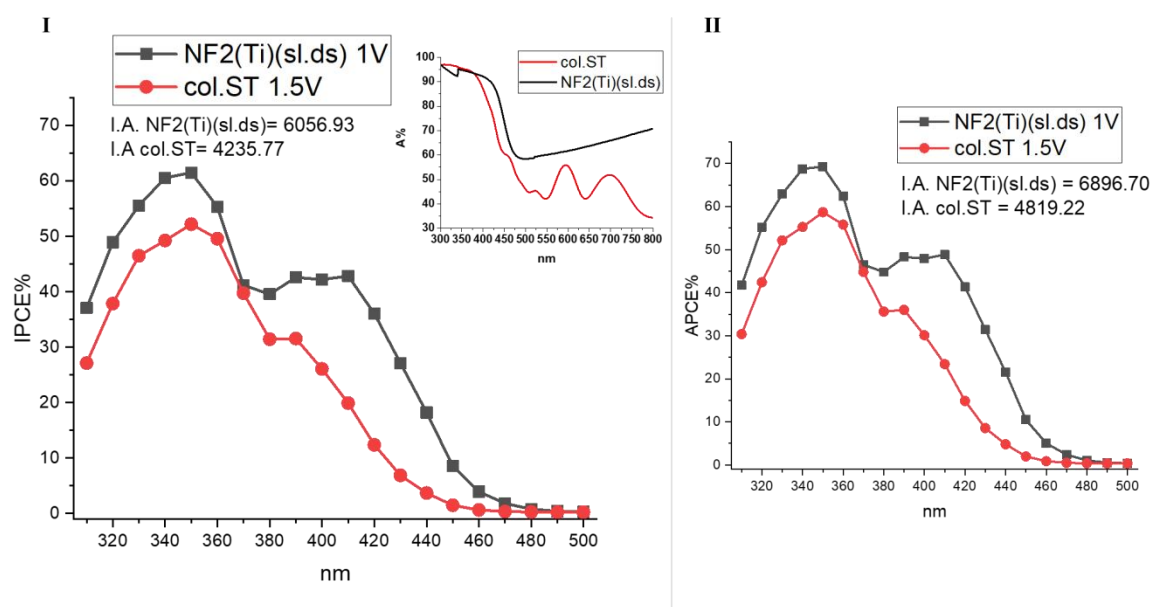 I
NF2(Ti)(sl.ds) 1V
col.ST 1.5V
I.A. NF2(Ti)(sl.ds)= 6056.93
I.A col.ST= 4235.77
70
60
50
40
30
20
10
0
IPCE%
320 340 360 380 400 420 440 460 480 500
nm
col.ST
NF2(Ti)(sl.ds)
100
90
80
70
60
50
40
30
A%
300 350 400 450 500 550 600 650 700 750 800
nm
II
NF2(Ti)(sl.ds) 1V
col.ST 1.5V
I.A. NF2(Ti)(sl.ds) = 6896.70
I.A. col.ST = 4819.22
70
60
50
40
30
20
10
0
APCE%
320 340 360 380 400 420 440 460 480 500
nm